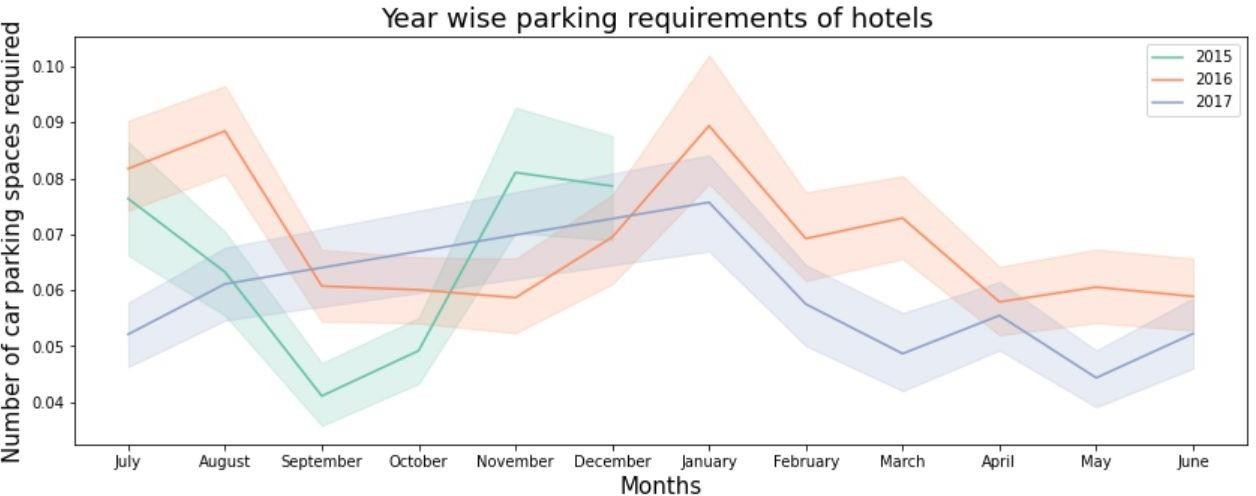 Year wise parking requirements of hotels
Number of car parking spaces required
0.10
0.09
0.08
0.07
0.06
0.05
0.04
2015
2016
2017
July August September October November December January February March April May June
Months